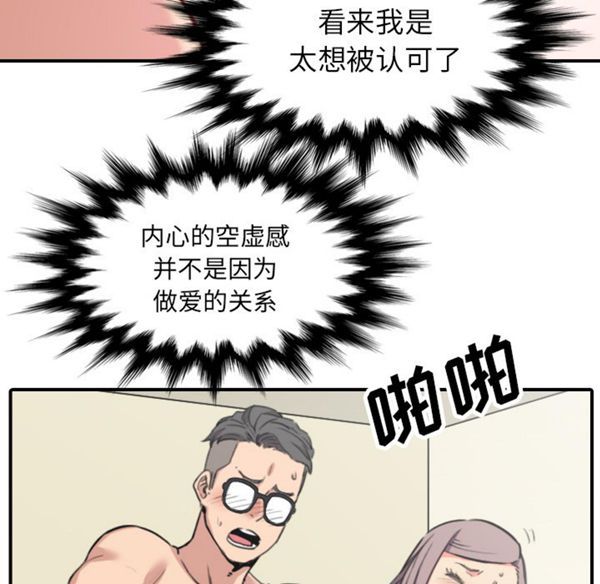 看来我是
太想被认可了
内心的空虚感
并不是因为
做爱的关系
啪啪